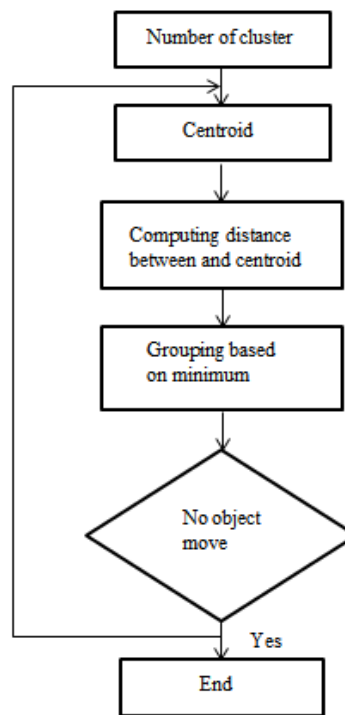 Number of cluster
Centroid
Computing distance
between and centroid
Grouping based
on minimum
No object
move
Yes
End